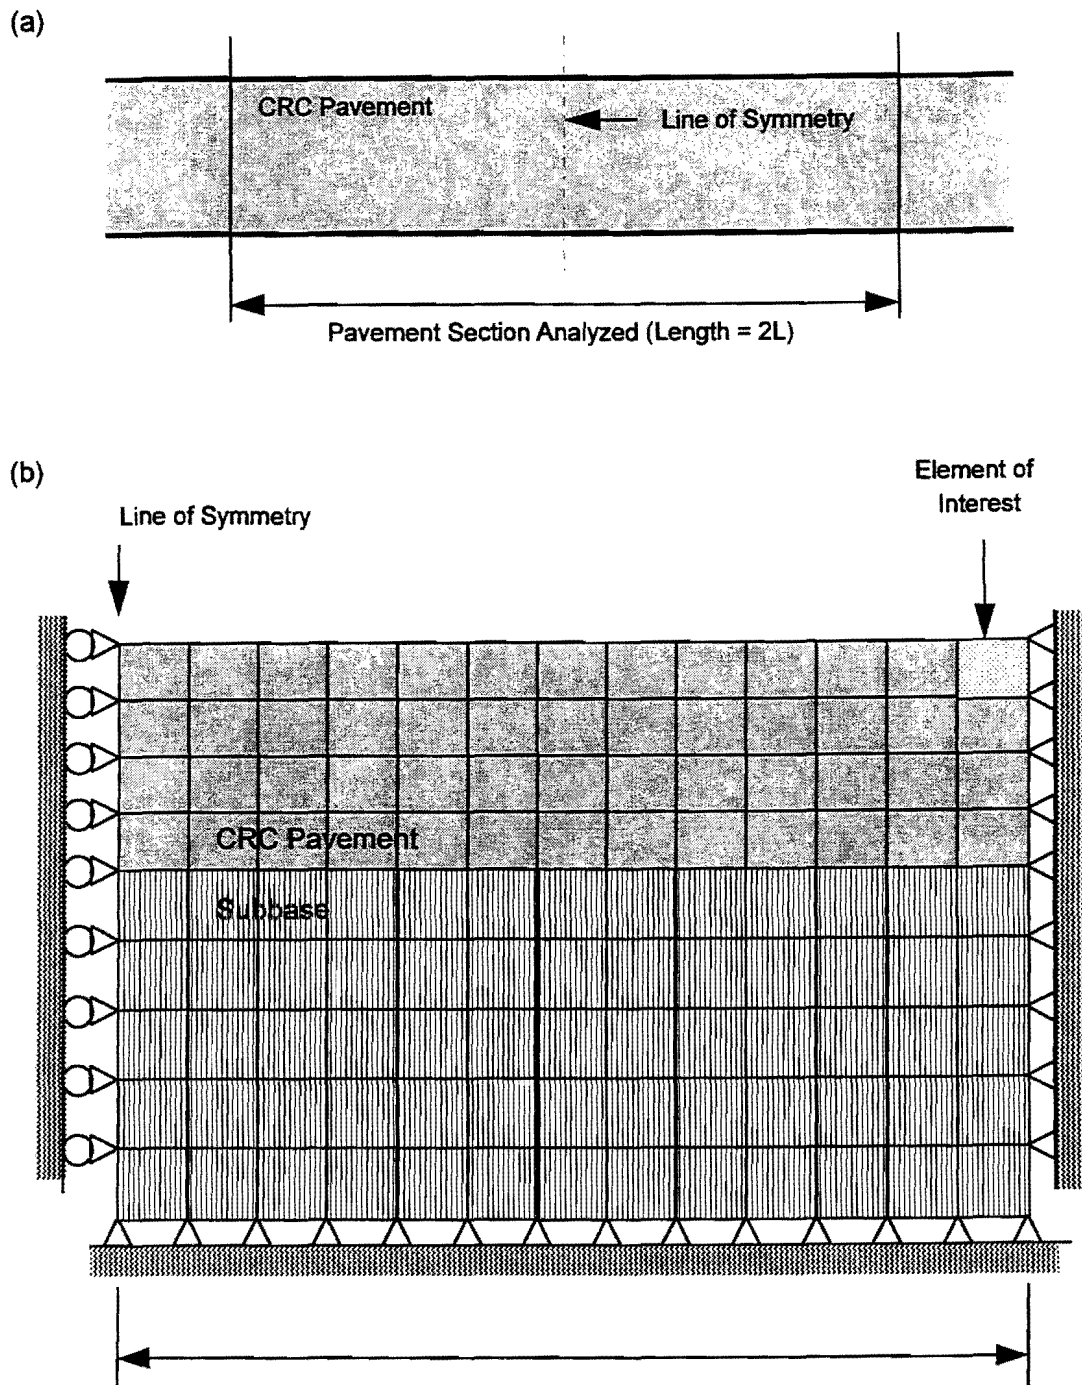 (a)
CRC Pavement
Line of Symmetry
Pavement Section Analyzed (Length = 2L)
(b)
Element of
Interest
Line of Symmetry
CRC Pavement
Subbase